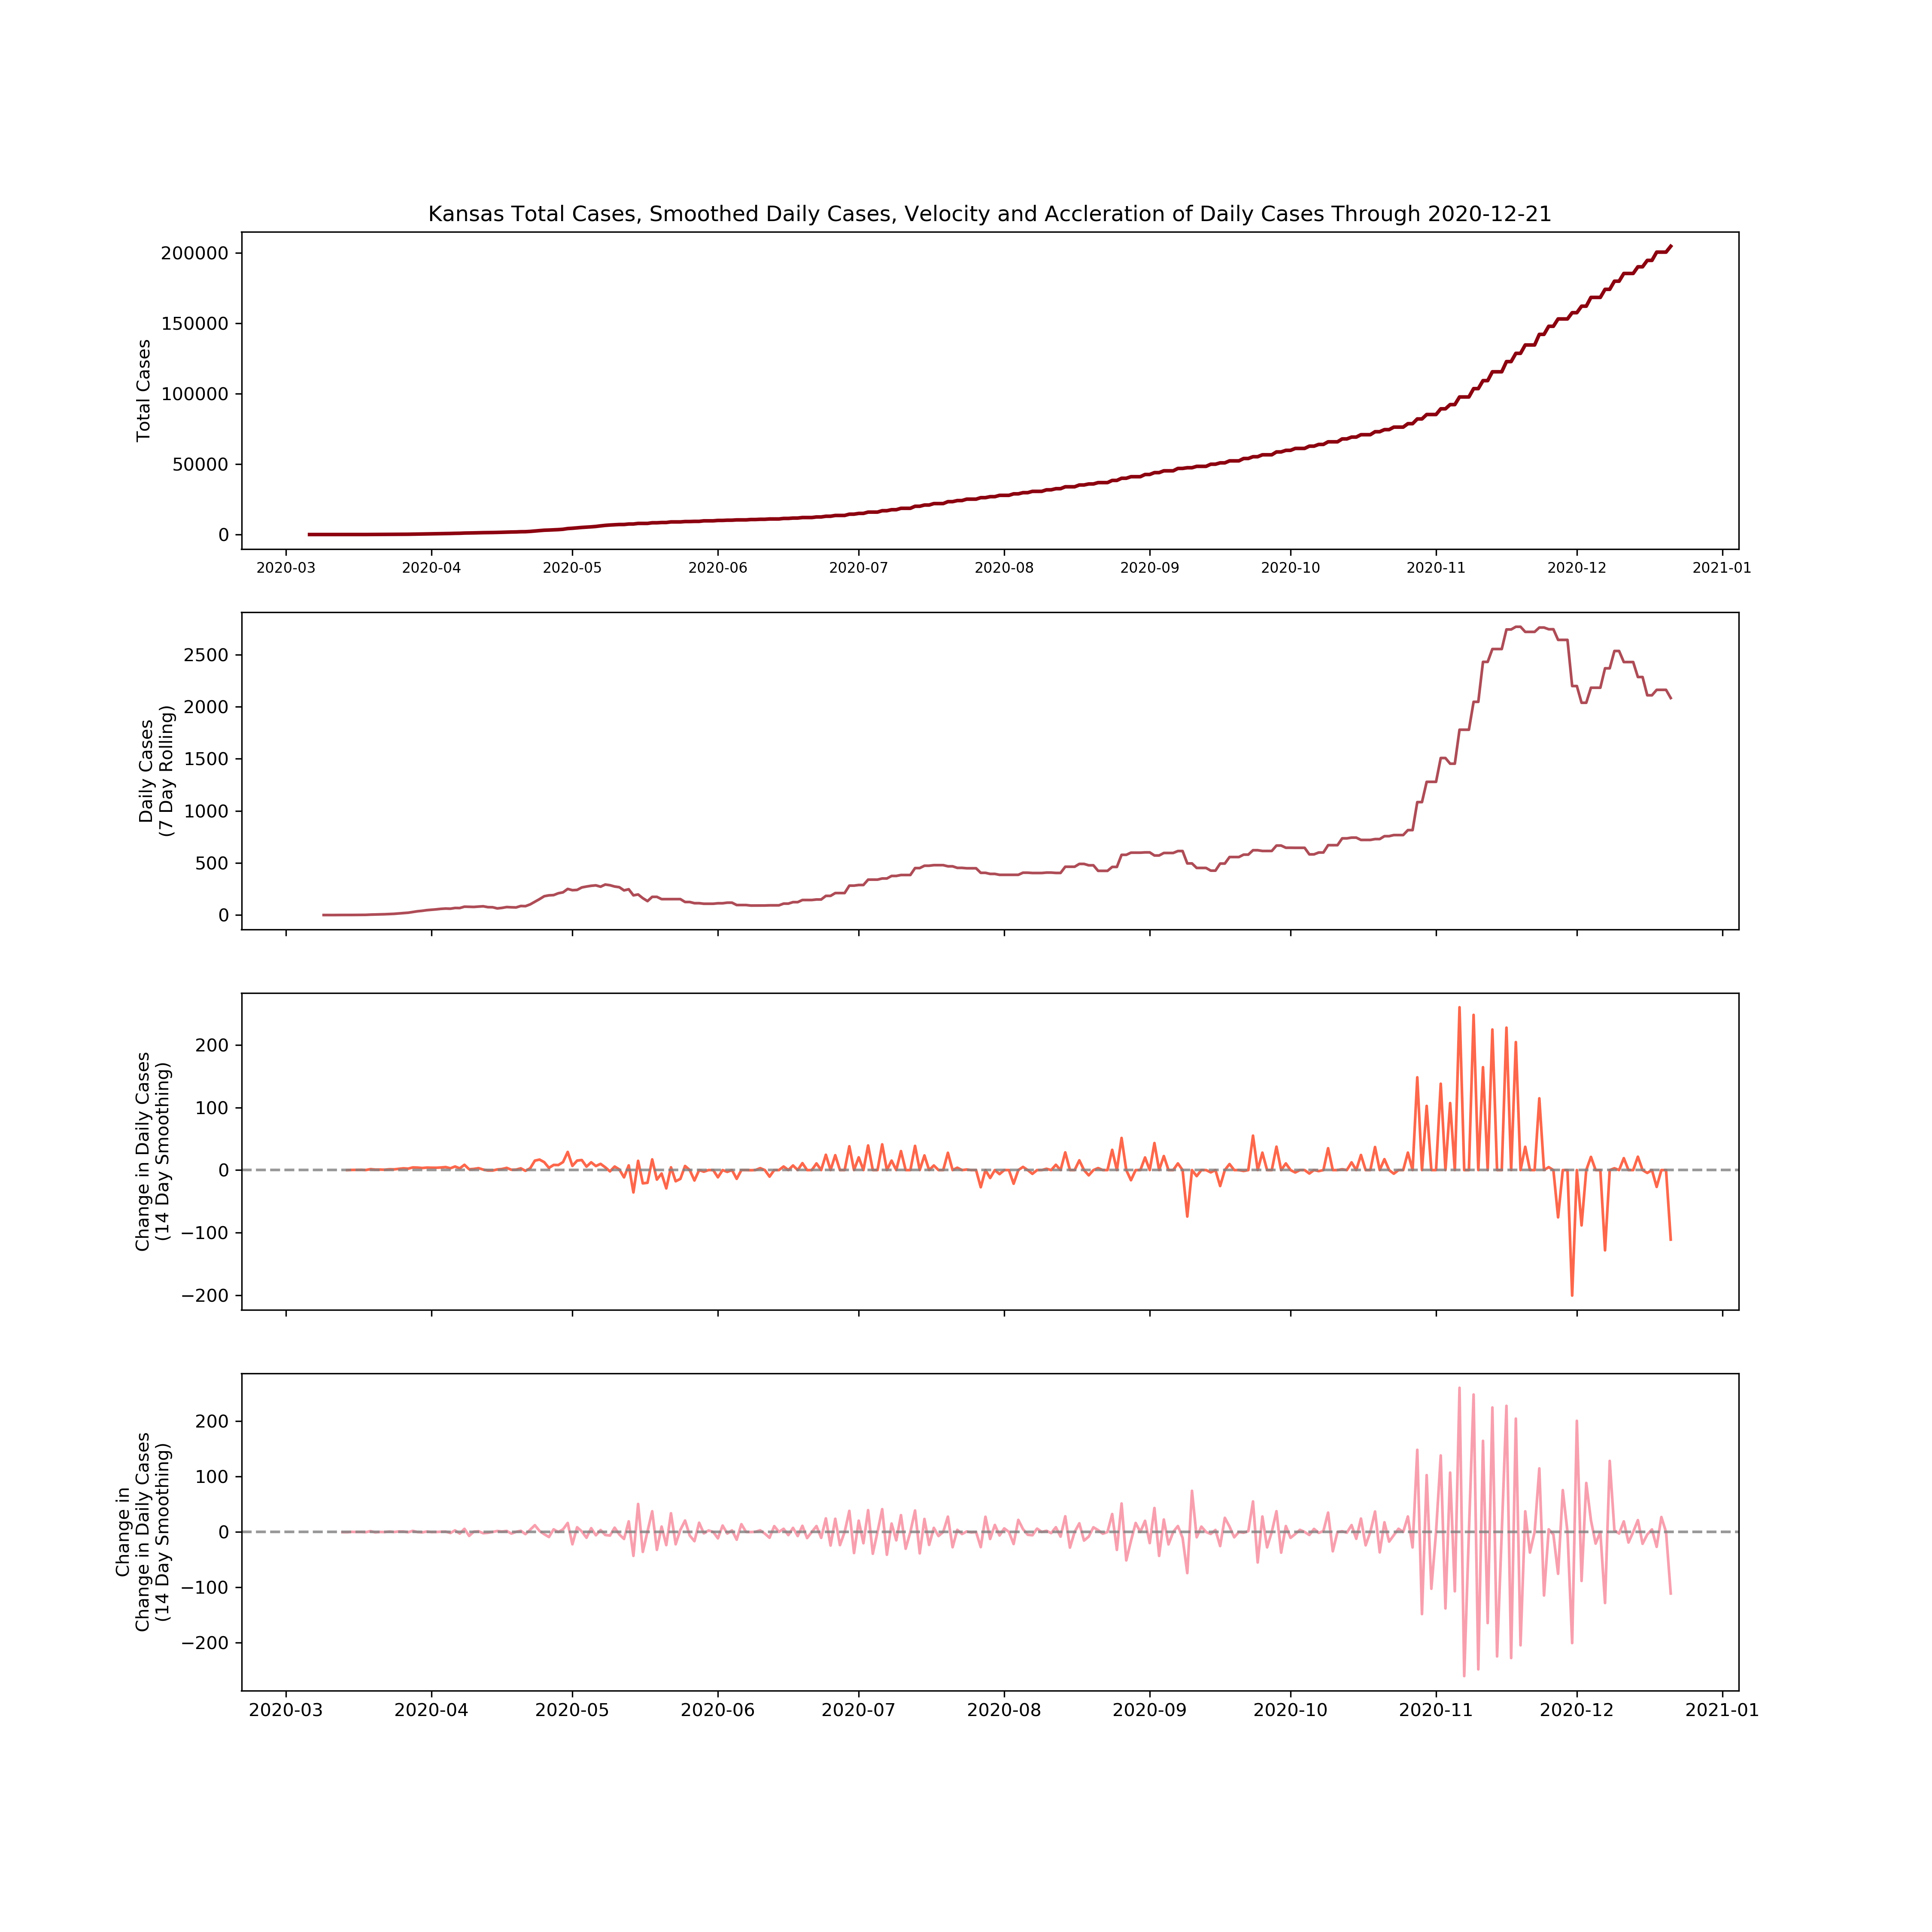 Kansas Total Cases, Smoothed Daily Cases, Velocity and Accleration of Daily Cases Through 2020-12-21
Total Cases
200000
150000
100000
50000
0
2020-03 2020-04 2020-05 2020-06 2020-07 2020-08 2020-09 2020-10 2020-11 2020-12 2021-01
Daily Cases
(7 Day Rolling)
2500
2000
1500
1000
500
0
Change in Daily Cases
(14 Day Smoothing)
200
100
0
−100
−200
Change in
Change in Daily Cases
(14 Day Smoothing)
200
100
0
−100
−200
2020-03 2020-04 2020-05 2020-06 2020-07 2020-08 2020-09 2020-10 2020-11 2020-12 2021-01